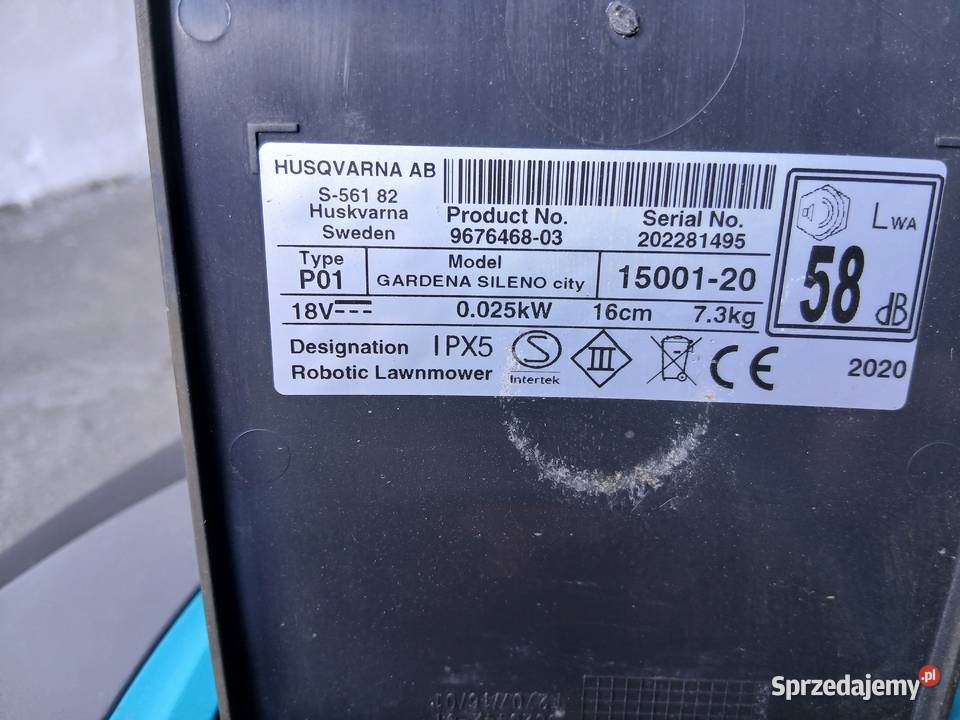 HUSQVARNA AB
S-561 82
Huskvarna
Sweden
Product No.
9676468-03
Serial No.
202281495
Type
P01
Model
GARDENA SILENO city
15001-20
18V
0.025kW
16cm
7.3kg
Designation
Robotic Lawnmower
IPX5
S
Intertek
III
CE
2020
LWA
58
dB
Sprzedajemy.pl